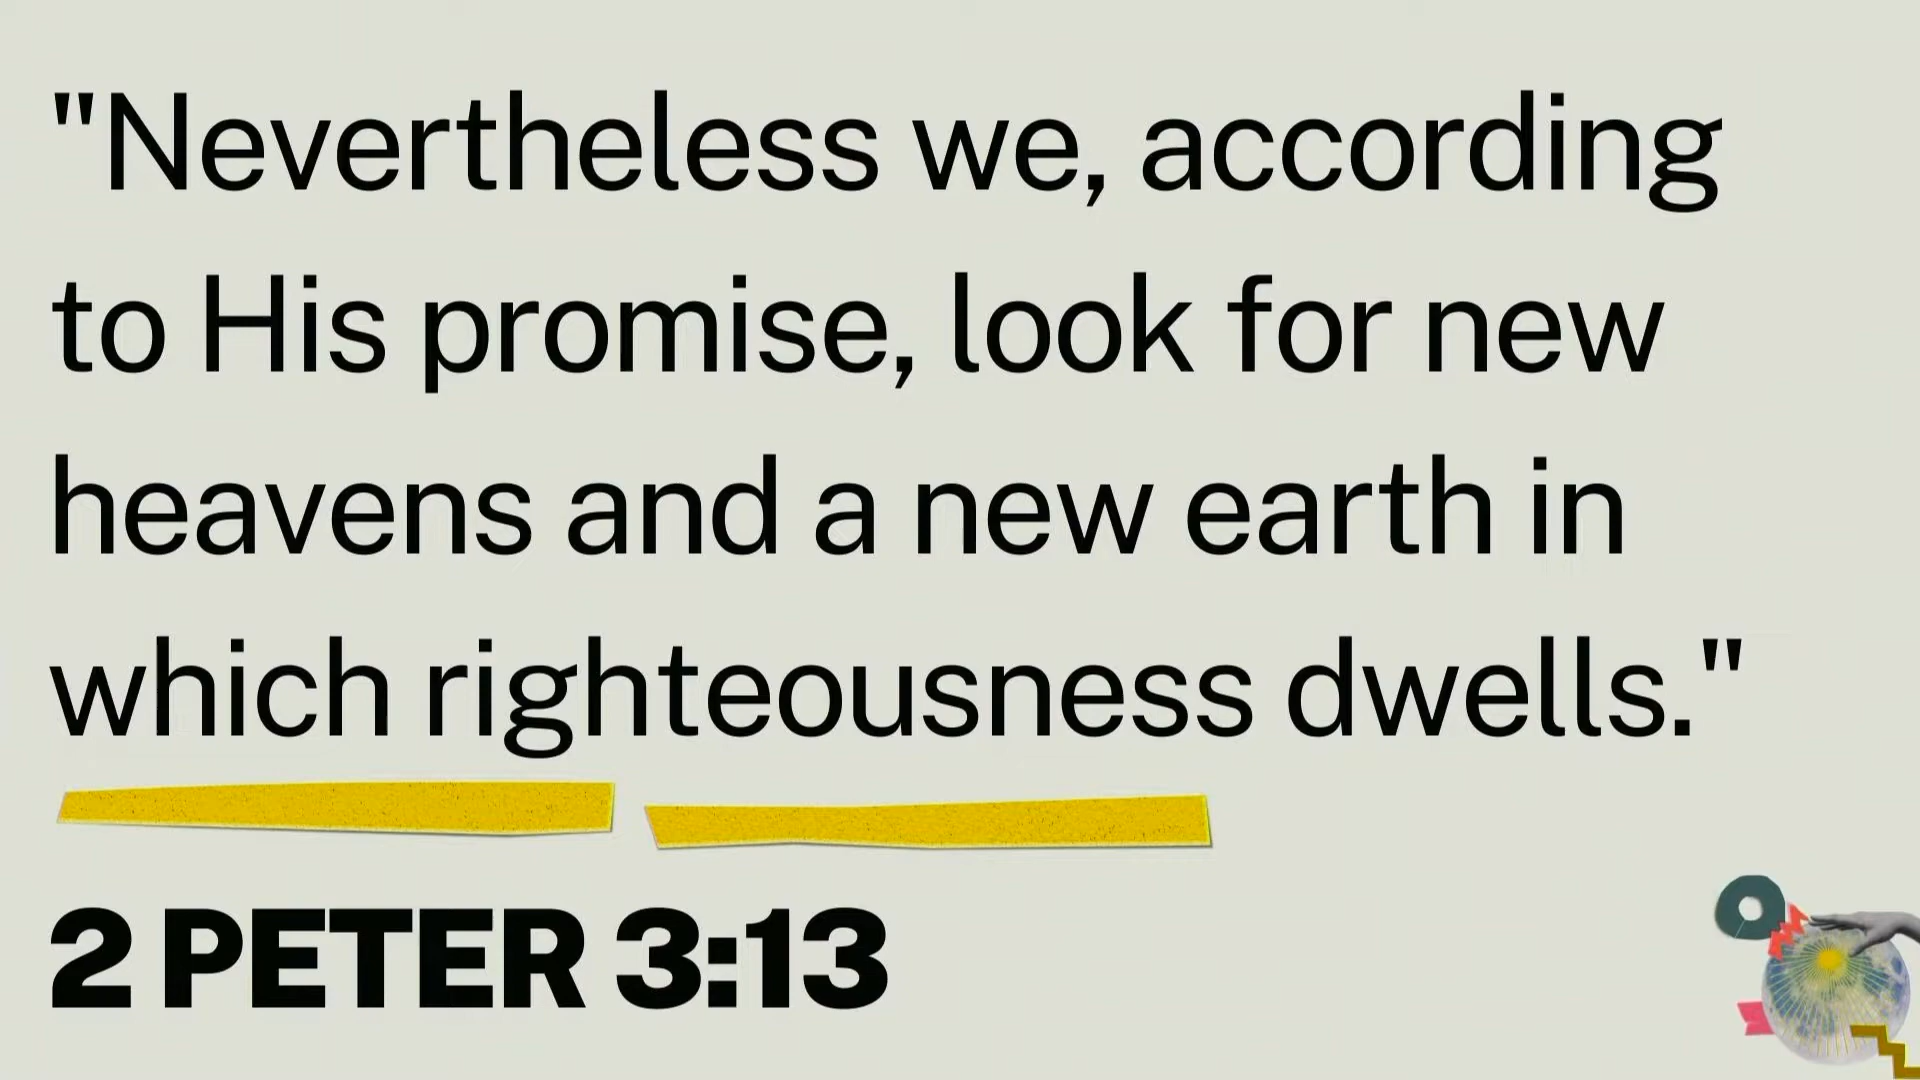 "Nevertheless we, according
to His promise, look for new
heavens and a new earth in
which righteousness dwells."
2 PETER 3:13